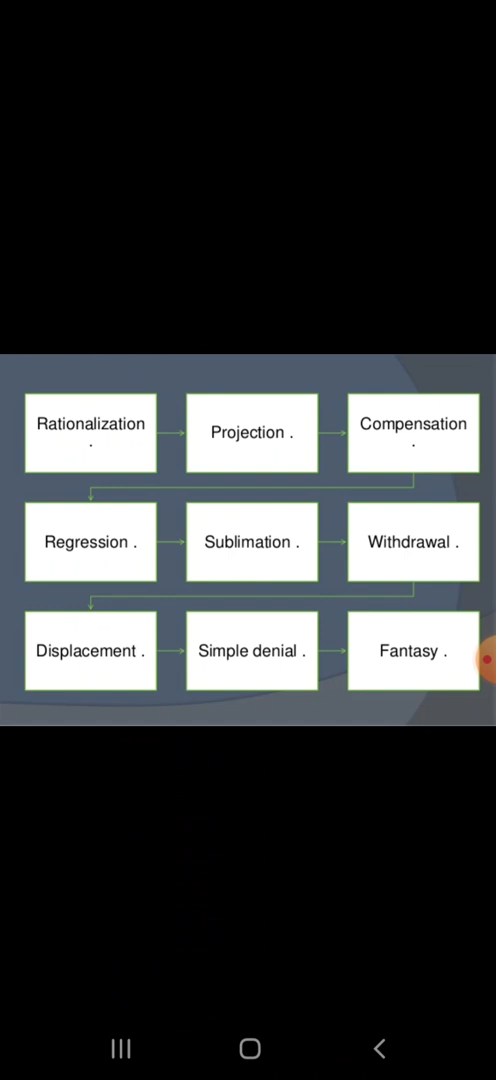 Rationalization
.
Projection .
Compensation
.
Regression .
Sublimation .
Withdrawal .
Displacement .
Simple denial .
Fantasy .